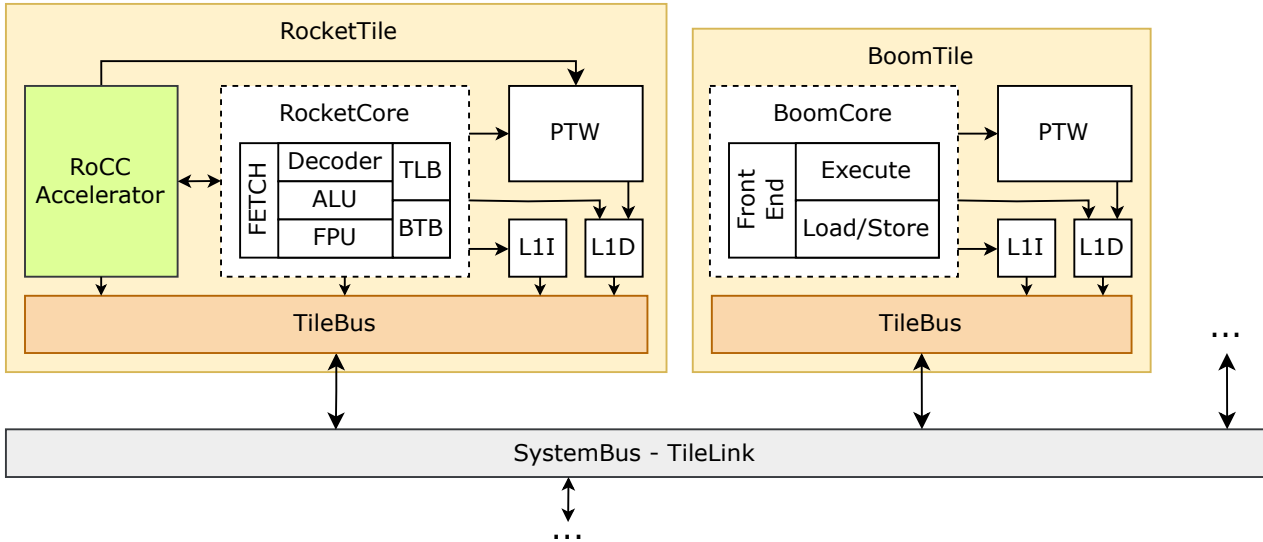 RocketTile
RoCC
Accelerator
RocketCore
FETCH
Decoder
ALU
FPU
TLB
BTB
PTW
L1I
L1D
TileBus
BoomTile
BoomCore
Front
End
Execute
Load/Store
PTW
L1I
L1D
TileBus
...
SystemBus - TileLink
...